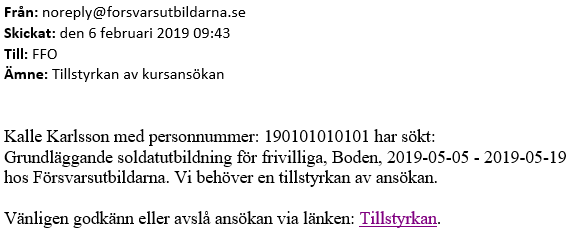 Från: noreply@forsvarsutbildarna.se
Skickat: den 6 februari 2019 09:43
Till: FFO
Ämne: Tillstyrkan av kursansökan
Kalle Karlsson med personnummer: 190101010101 har sökt:
Grundläggande soldatutbildning för frivilliga, Boden, 2019-05-05 - 2019-05-19
hos Försvarsutbildarna. Vi behöver en tillstyrkan av ansökan.
Vänligen godkänn eller avslå ansökan via länken: Tillstyrkan.